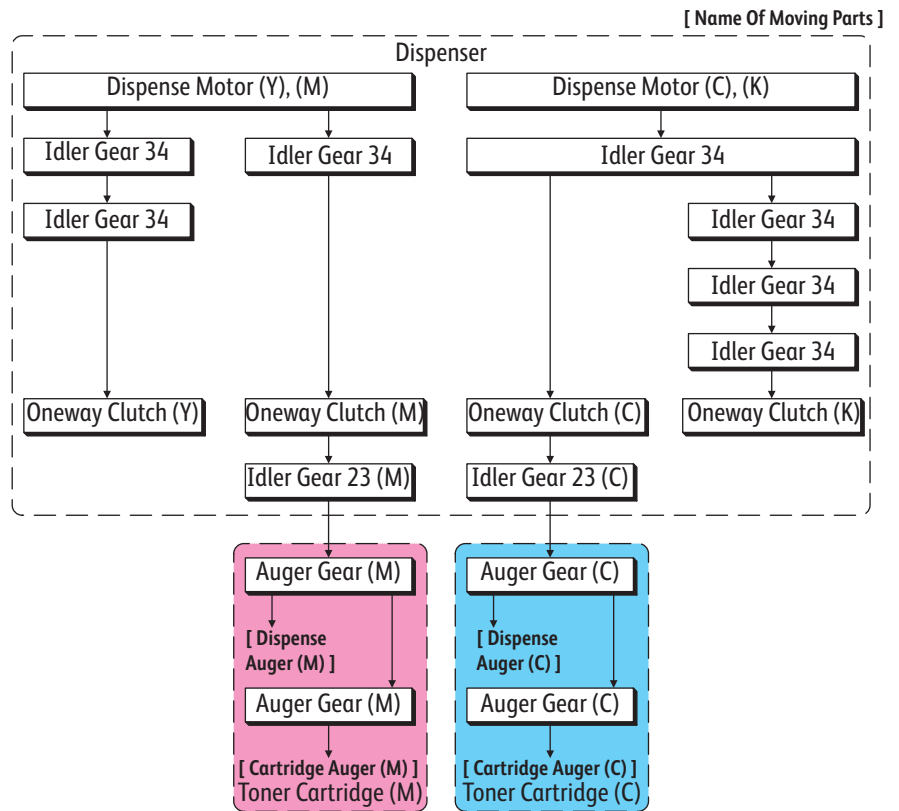 [ Name Of Moving Parts ]
Dispenser
Dispense Motor (Y), (M)
Dispense Motor (C), (K)
Idler Gear 34
Idler Gear 34
Idler Gear 34
Idler Gear 34
Idler Gear 34
Idler Gear 34
Idler Gear 34
Oneway Clutch (Y)
Oneway Clutch (M)
Oneway Clutch (C)
Oneway Clutch (K)
Idler Gear 23 (M)
Idler Gear 23 (C)
Auger Gear (M)
Auger Gear (C)
[ Dispense
Auger (M) ]
[ Dispense
Auger (C) ]
Auger Gear (M)
Auger Gear (C)
[ Cartridge Auger (M) ]
[ Cartridge Auger (C) ]
Toner Cartridge (M)
Toner Cartridge (C)